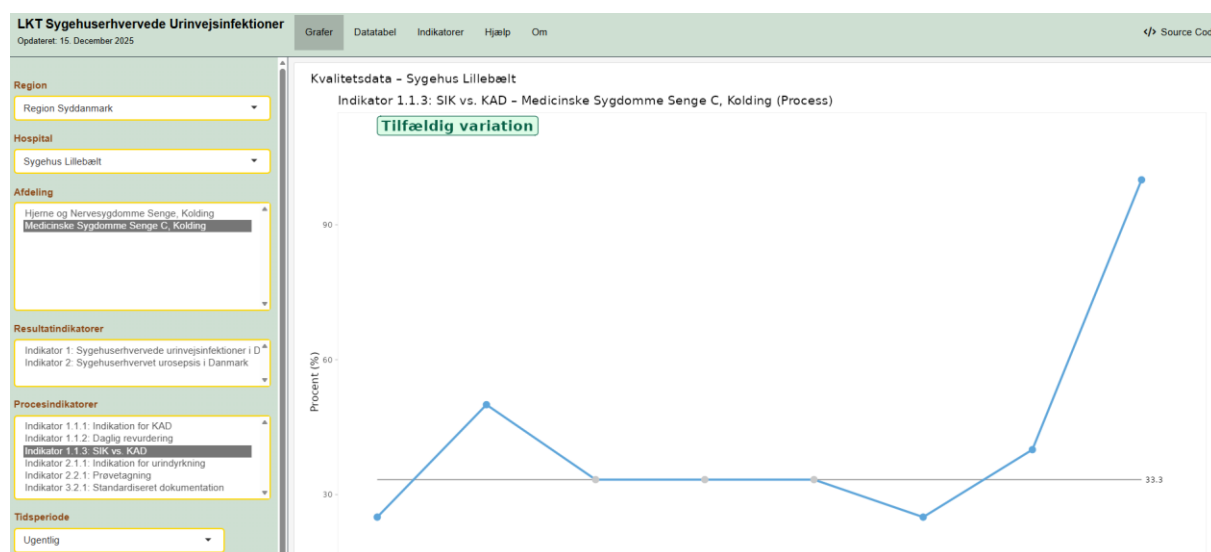 LKT Sygehuserhvervede Urinvejsinfektioner
Opdateret: 15. December 2025
Grafer Datatabel Indikatorer Hjælp Om
</> Source Cod
Region
Region Syddanmark
Hospital
Sygehus Lillebælt
Afdeling
Hjerne og Nervesygdomme Senge, Kolding
Medicinske Sygdomme Senge C, Kolding
Resultatindikatorer
Indikator 1: Sygehuserhvervede urinvejsinfektioner i D
Indikator 2: Sygehuserhvervet urosepsis i Danmark
Procesindikatorer
Indikator 1.1.1: Indikation for KAD
Indikator 1.1.2: Daglig revurdering
Indikator 1.1.3: SIK vs. KAD
Indikator 2.1.1: Indikation for urindyrkning
Indikator 2.2.1: Prøvetagning
Indikator 3.2.1: Standardiseret dokumentation
Tidsperiode
Ugentlig
Kvalitetsdata – Sygehus Lillebælt
Indikator 1.1.3: SIK vs. KAD – Medicinske Sygdomme Senge C, Kolding (Process)
Tilfældig variation
Procent (%)
90
60
30
33.3